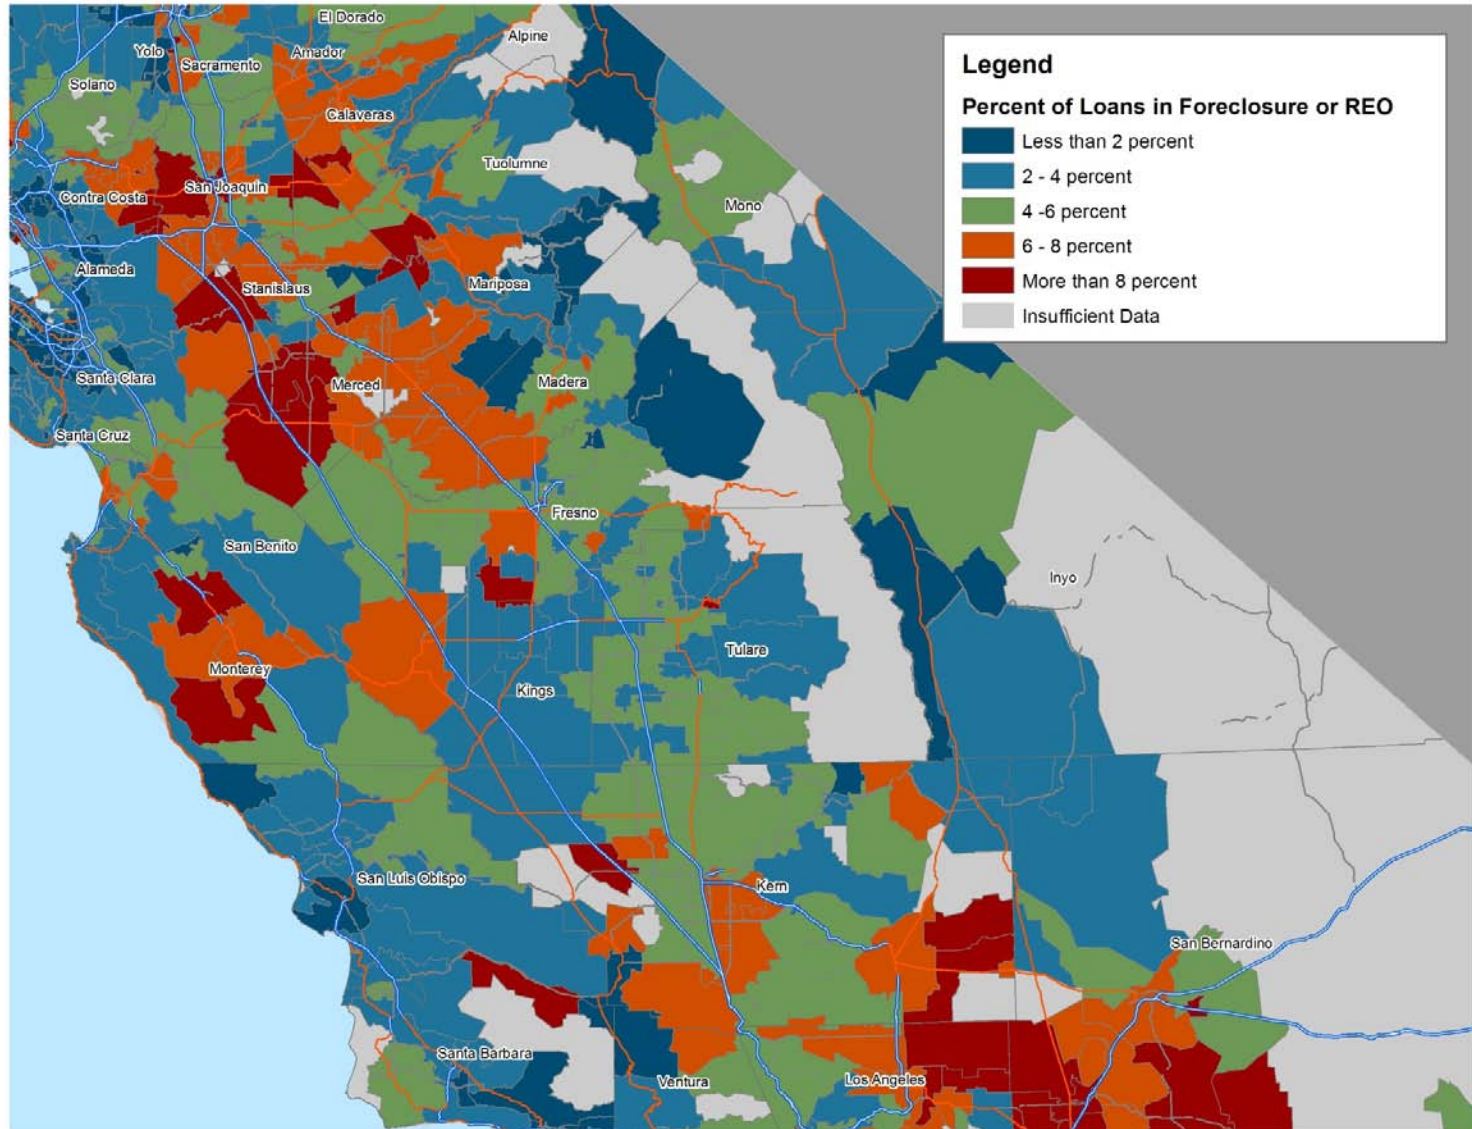 El Dorado
Alpine
Yolo
Amador
Sacramento
Solano
Calaveras
Tuolumne
San Joaquin
Contra Costa
Mono
Alameda
Stanislaus
Mariposa
Santa Clara
Merced
Madera
Santa Cruz
Fresno
San Benito
Inyo
Tulare
Monterey
Kings
San Luis Obispo
Kern
San Bernardino
Santa Barbara
Ventura
Los Angeles
Legend
Percent of Loans in Foreclosure or REO
Less than 2 percent
2 - 4 percent
4 -6 percent
6 - 8 percent
More than 8 percent
Insufficient Data